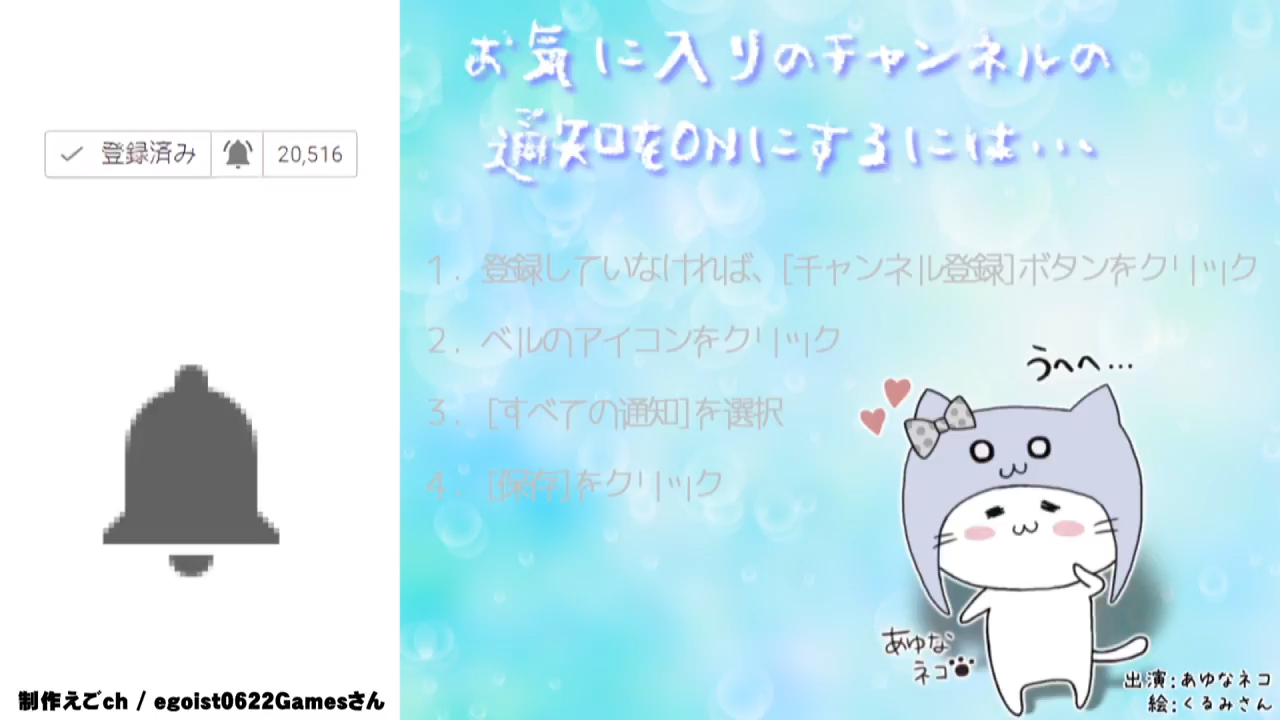 お気に入りのチャンネルの
通知をONにするには・・・
登録済み 20,516
1. 登録していなければ、[チャンネル登録]ボタンをクリック
2. ベルのアイコンをクリック
3. [すべての通知]を選択
4. [保存]をクリック
うへへ…
あゆな
ネコ
出演:あゆなネコ
絵:くるみさん
制作えごch / egoist0622Gamesさん